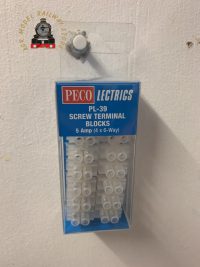 PECO LECTRICS
PL-39
SCREW TERMINAL
BLOCKS
5 Amp (4 x 6-Way)